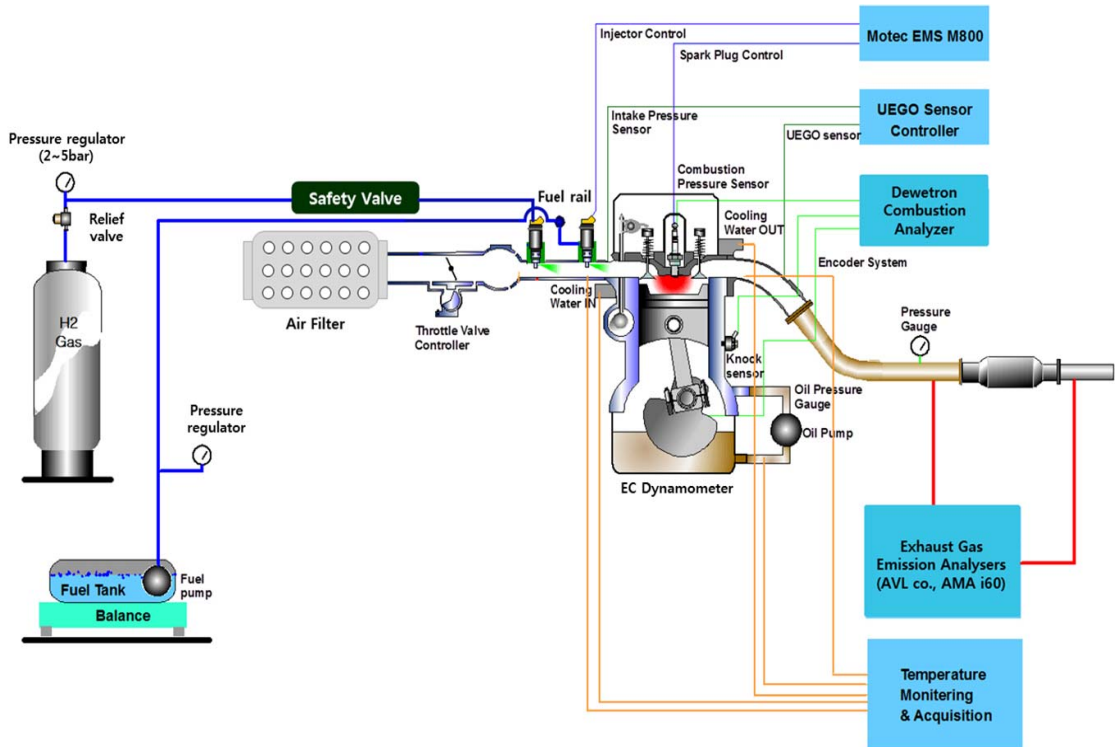 Injector Control
Motec EMS M800
Spark Plug Control
Intake Pressure
Sensor
UEGO Sensor
Controller
UEGO sensor
Pressure regulator
(2~5bar)
Safety Valve
Fuel rail
Combustion
Pressure Sensor
Dewetron
Combustion
Analyzer
Relief
valve
Cooling
Water OUT
Encoder System
H2
Gas
Air Filter
Throttle Valve
Controller
Cooling
Water IN
Pressure
Gauge
Knock
sensor
Pressure
regulator
Oil Pressure
Gauge
Oil Pump
EC Dynamometer
Exhaust Gas
Emission Analysers
(AVL co., AMA i60)
Fuel Tank
Fuel
pump
Balance
Temperature
Monitering
& Acquisition